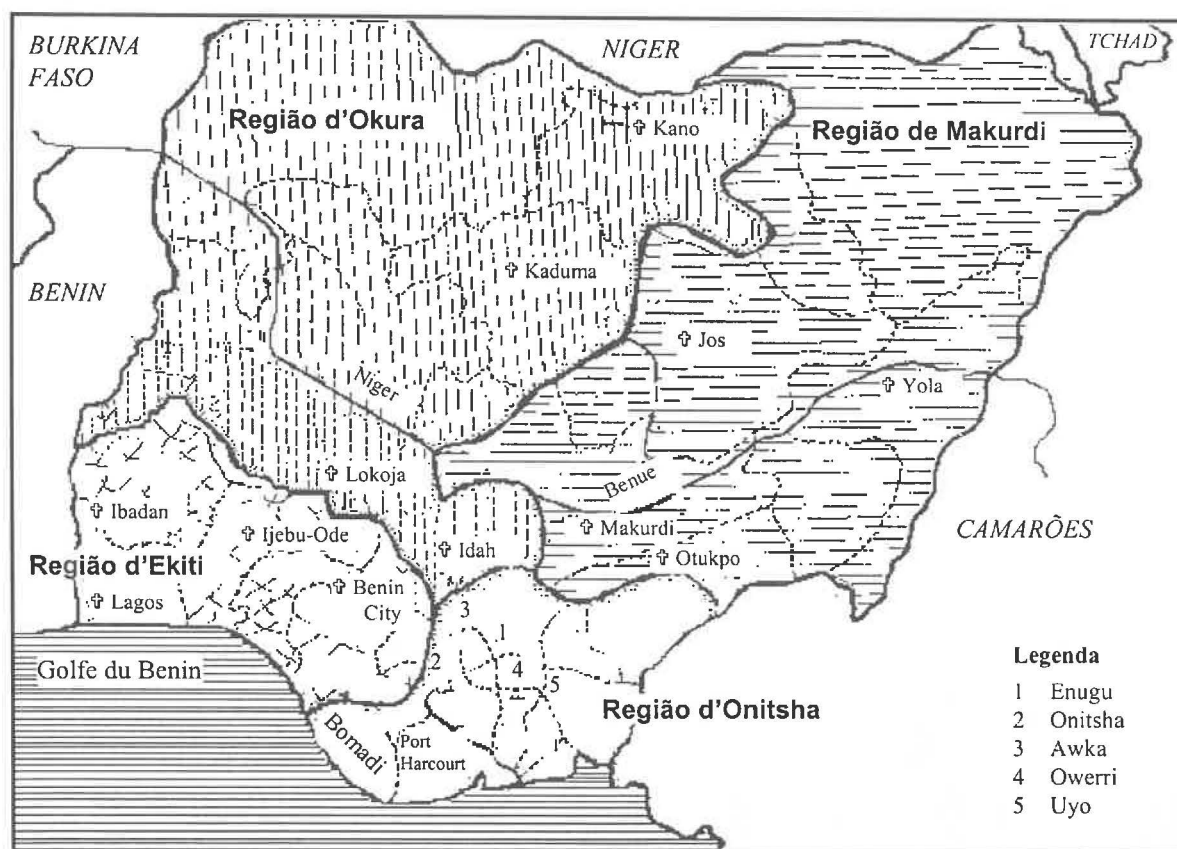 BURKINA
FASO
NIGER
TCHAD
Região d'Okura
Kano
Região de Makurdi
BENIN
Kaduma
Jos
Niger
Yola
Lokoja
Benue
Ibadan
Ijebu-Ode
Idah
Makurdi
Otukpo
CAMARÕES
Região d'Ekiti
Lagos
Benin
City
3
1
2
4
5
Golfe du Benin
Região d'Onitsha
Bomadi
Port
Harcourt
Legenda
1 Enugu
2 Onitsha
3 Awka
4 Owerri
5 Uyo